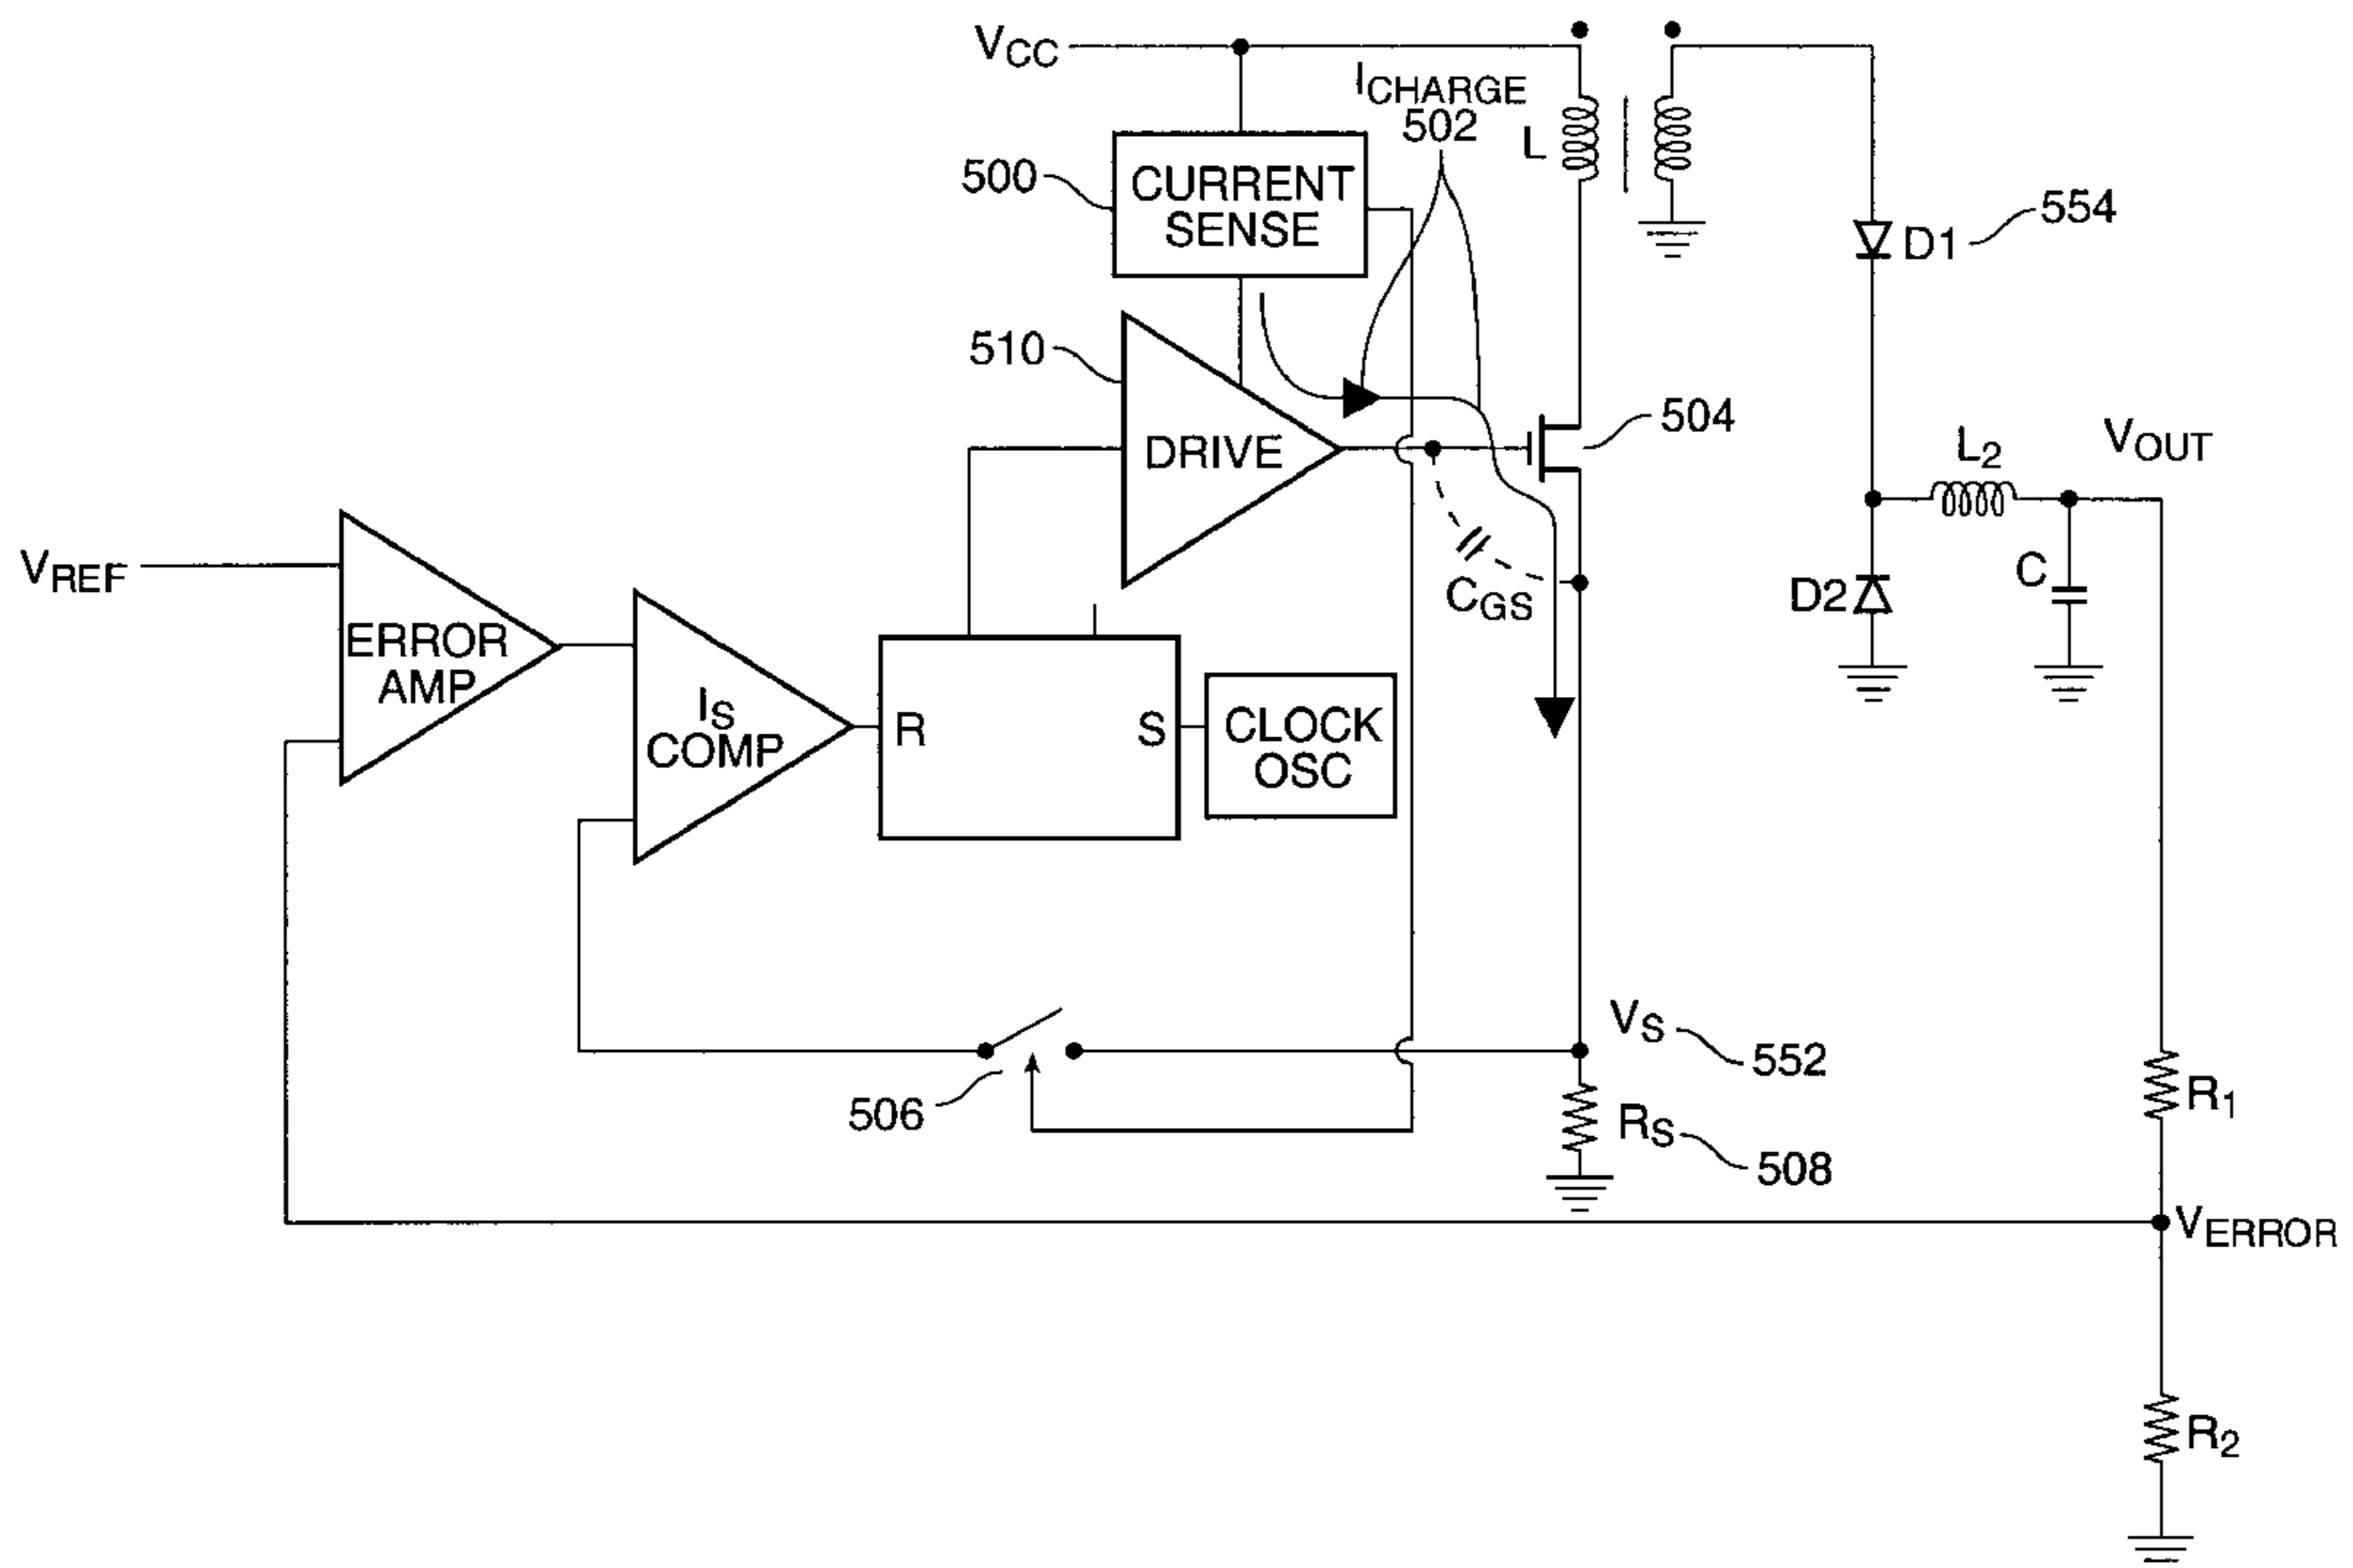 VCC
ICHARGE
502
L
500
CURRENT
SENSE
554
D1
510
DRIVE
504
L2
VOUT
VREF
ERROR
AMP
IS
COMP
R
S
CLOCK
OSC
CGS
D2
C
VS
552
506
RS
508
R1
VERROR
R2